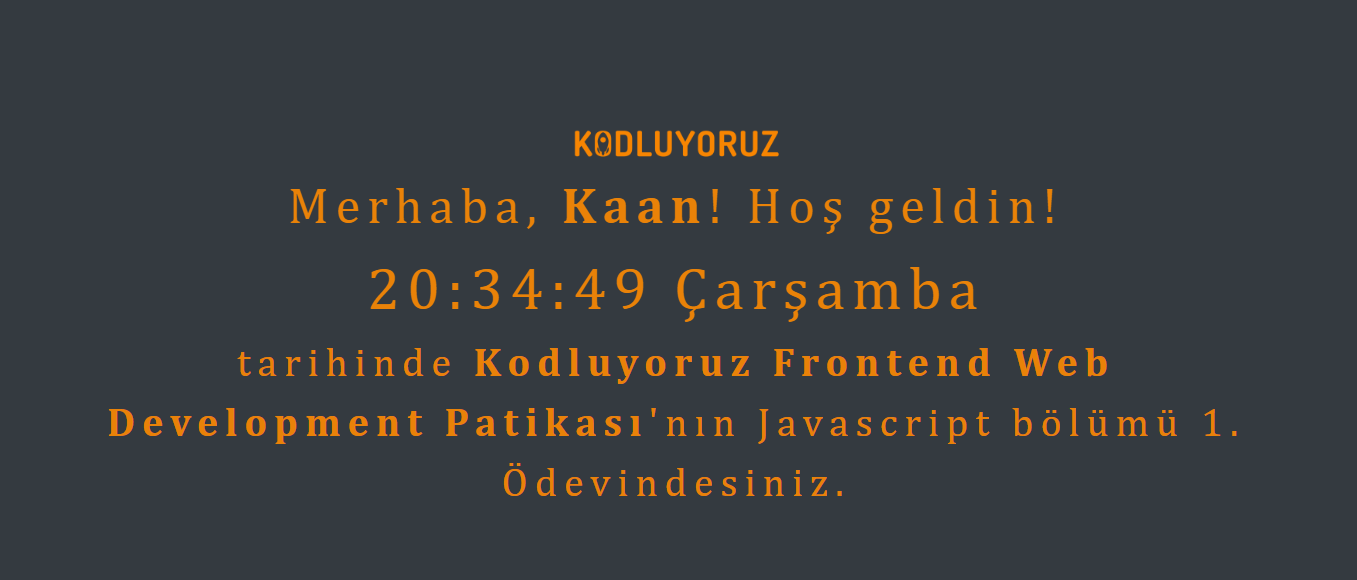 KODLUYORUZ
Merhaba, Kaan! Hoş geldin!
20:34:49 Çarşamba
tarihinde Kodluyoruz Frontend Web
Development Patikası'nın Javascript bölümü 1.
Ödevindesiniz.